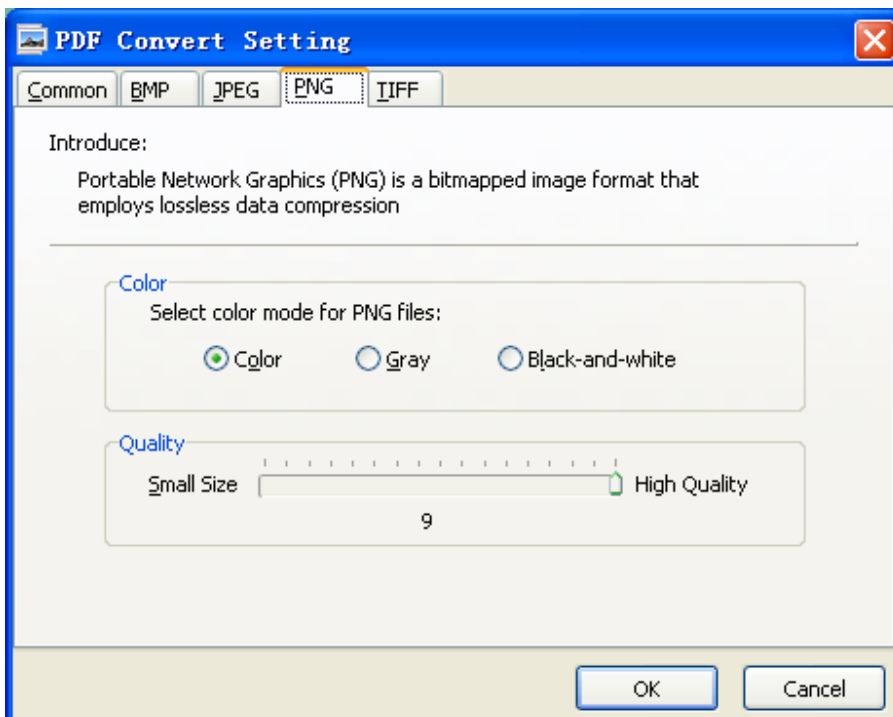 PDF Convert Setting
Common BMP JPEG PNG TIFF
Introduce:
Portable Network Graphics (PNG) is a bitmapped image format that
employs lossless data compression
Color
Select color mode for PNG files:
Color Gray Black-and-white
Quality
Small Size High Quality
9
OK Cancel